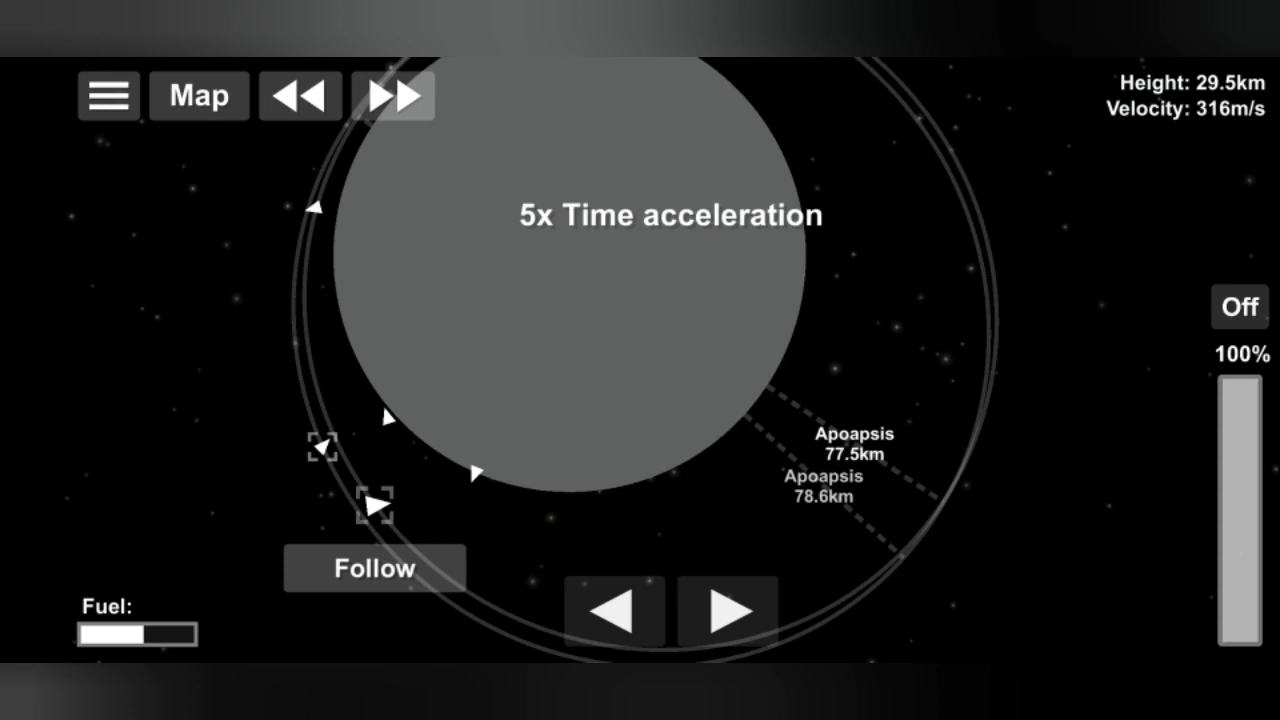 Map
Height: 29.5km
Velocity: 316m/s
5x Time acceleration
Off
100%
Apoapsis
77.5km
Apoapsis
78.6km
Follow
Fuel: